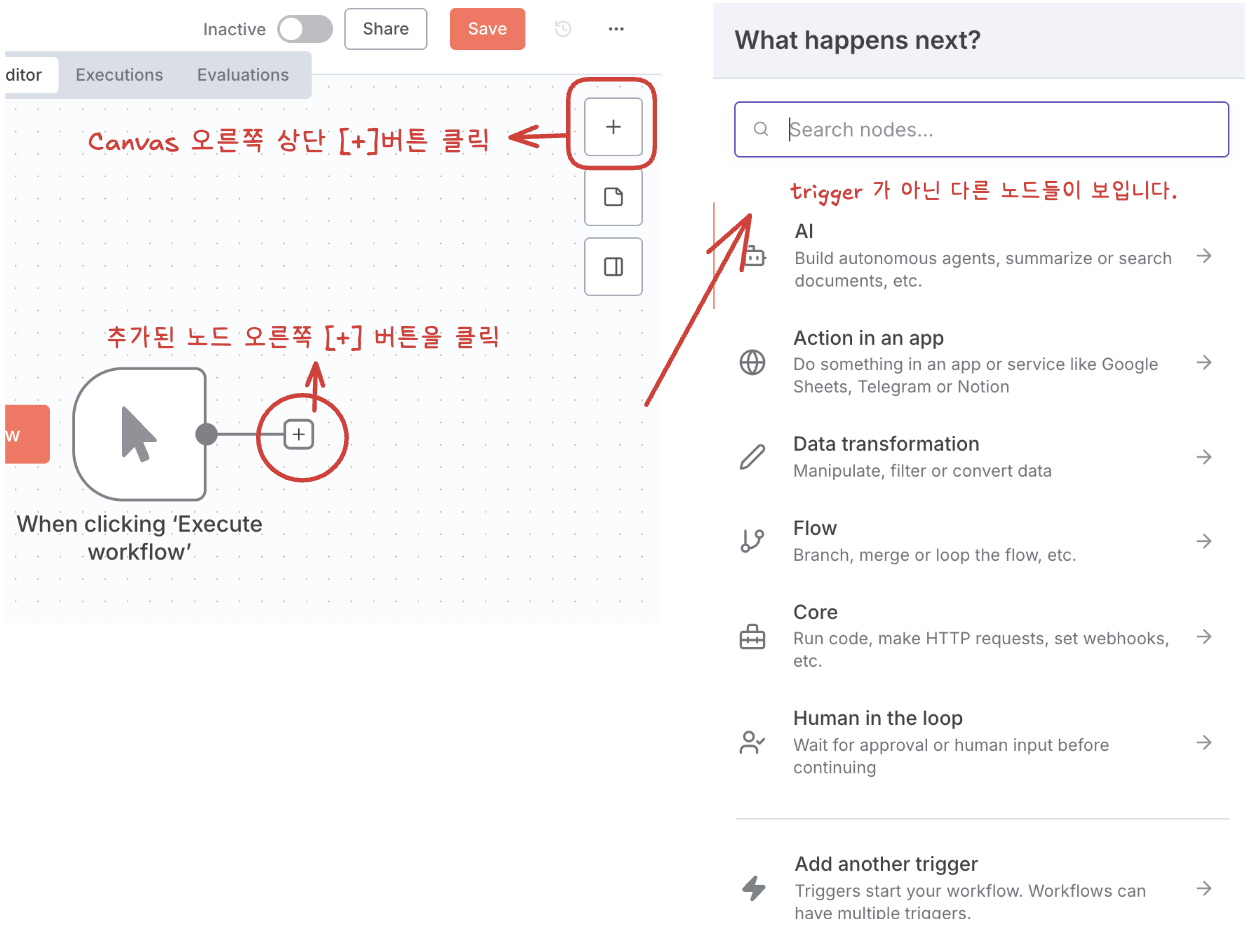 Inactive
Share
Save
ditor
Executions
Evaluations
Canvas 오른쪽 상단 [+]버튼 클릭
추가된 노드 오른쪽 [+] 버튼을 클릭
w
When clicking ‘Execute
workflow’
What happens next?
Search nodes...
trigger 가 아닌 다른 노드들이 보입니다.
AI
Build autonomous agents, summarize or search
documents, etc.
Action in an app
Do something in an app or service like Google
Sheets, Telegram or Notion
Data transformation
Manipulate, filter or convert data
Flow
Branch, merge or loop the flow, etc.
Core
Run code, make HTTP requests, set webhooks,
etc.
Human in the loop
Wait for approval or human input before
continuing
Add another trigger
Triggers start your workflow. Workflows can
have multiple triggers.